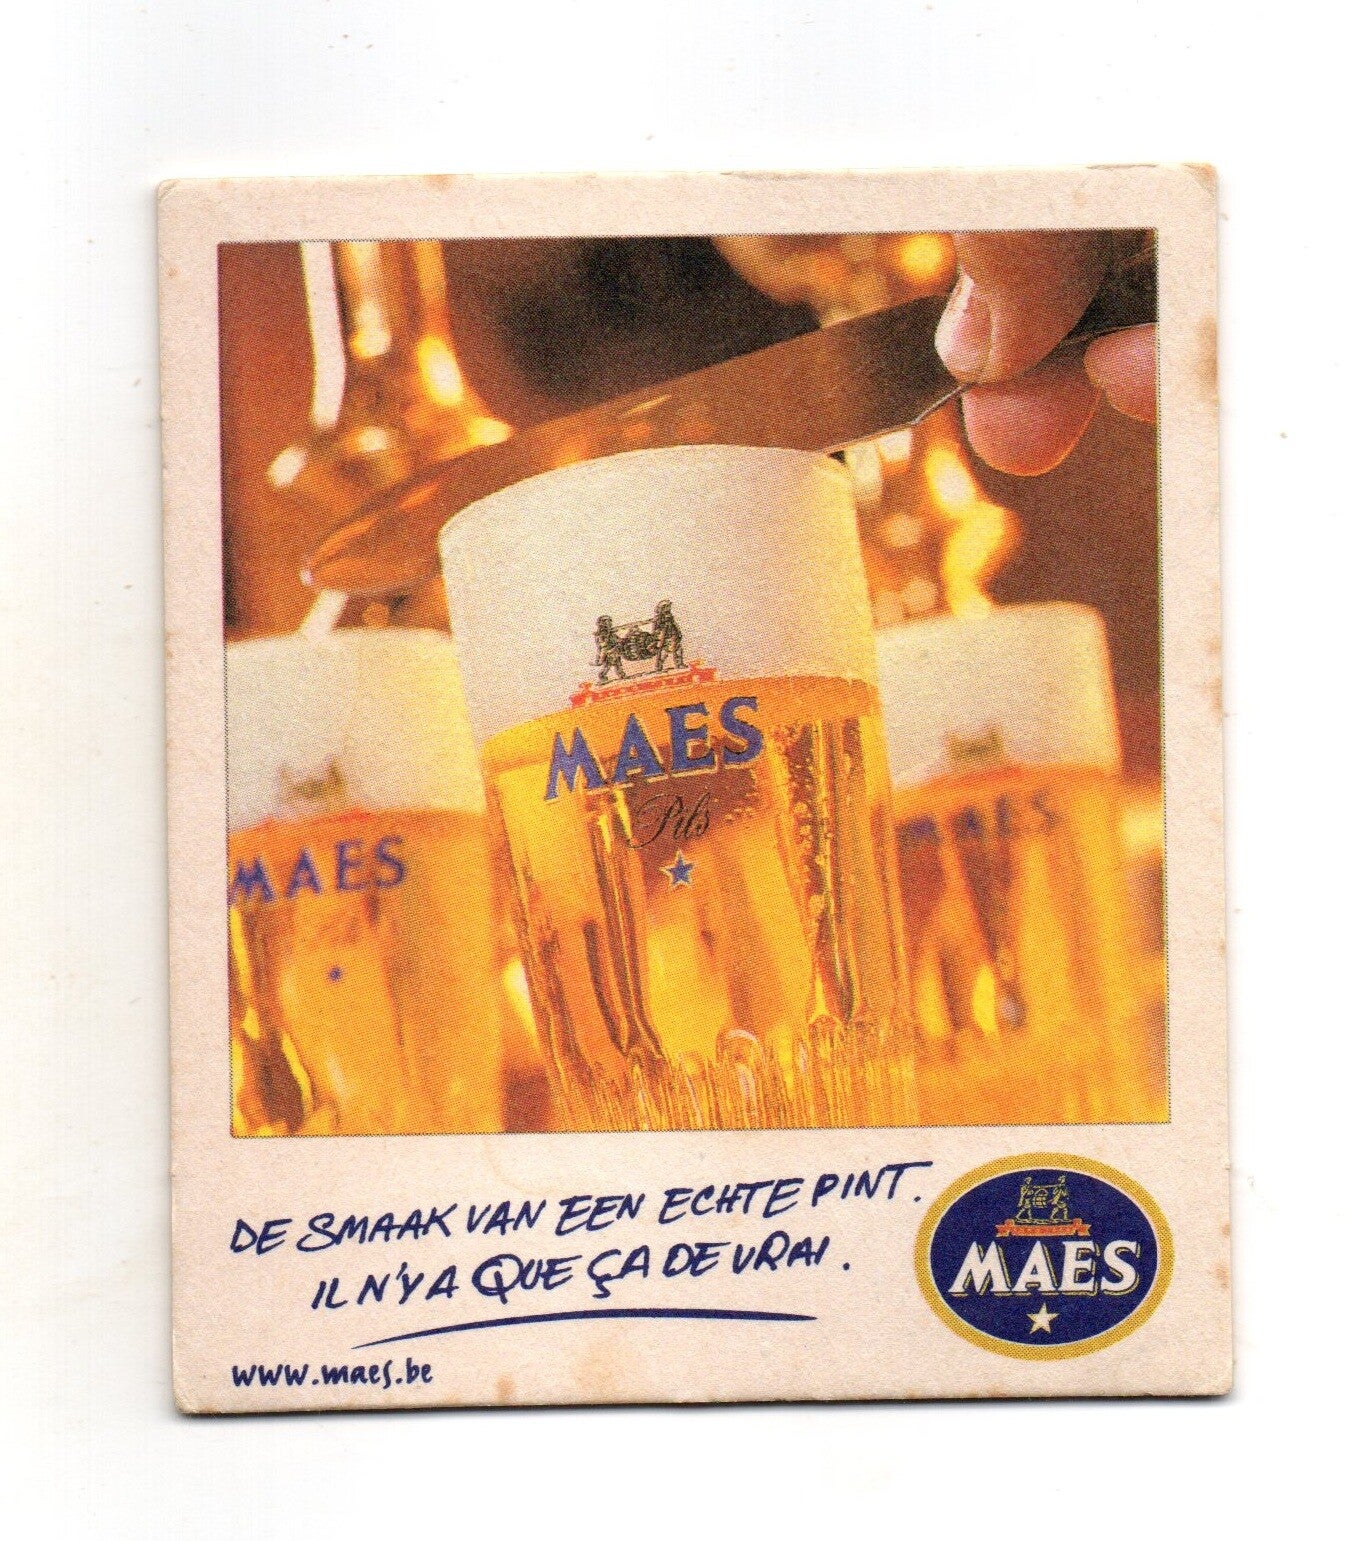 MAES
Pils
MAES
MAES
DE SMAAK VAN EEN ECHTE PINT.
IL N'Y A QUE ÇA DE VRAI.
MAES
www.maes.be